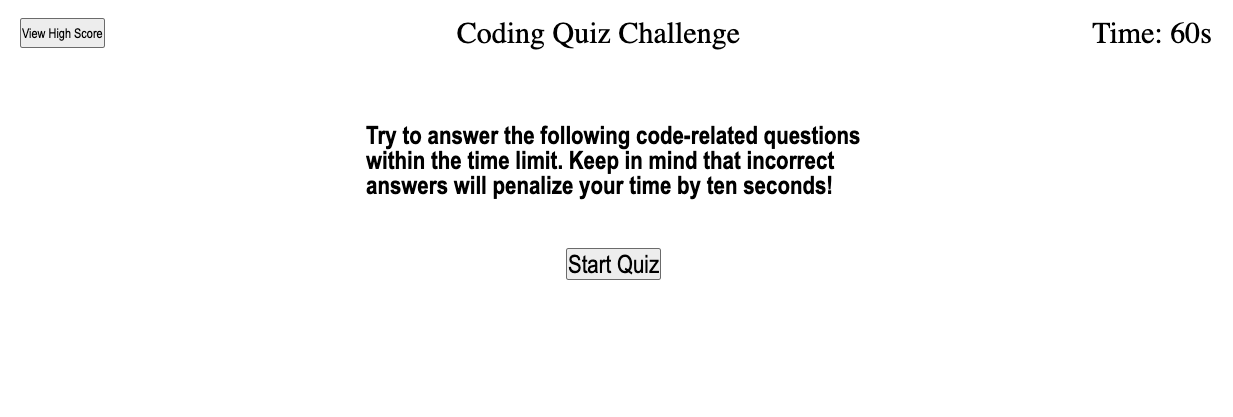 View High Score
Coding Quiz Challenge
Time: 60s
Try to answer the following code-related questions
within the time limit. Keep in mind that incorrect
answers will penalize your time by ten seconds!
Start Quiz